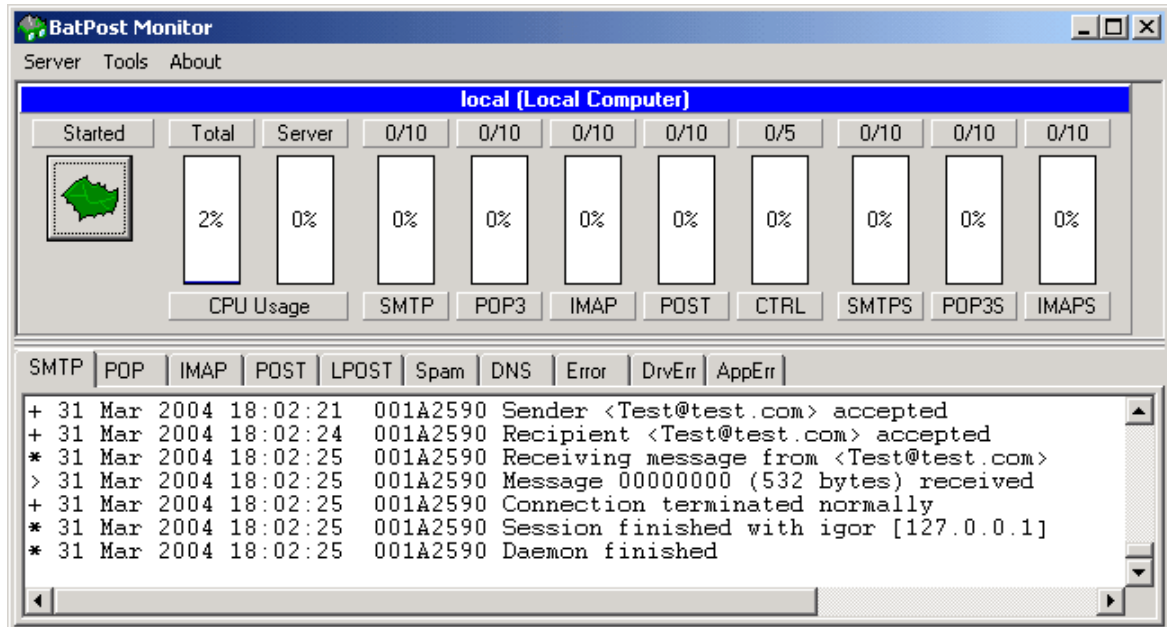 BatPost Monitor
Server Tools About
local (Local Computer)
Started Total Server 0/10 0/10 0/10 0/10 0/5 0/10 0/10 0/10
2% 0% 0% 0% 0% 0% 0% 0% 0% 0%
CPU Usage SMTP POP3 IMAP POST CTRL SMTPS POP3S IMAPS
SMTP POP IMAP POST LPOST Spam DNS Error DrvErr AppErr
+ 31 Mar 2004 18:02:21 001A2590 Sender <Test@test.com> accepted
+ 31 Mar 2004 18:02:24 001A2590 Recipient <Test@test.com> accepted
* 31 Mar 2004 18:02:25 001A2590 Receiving message from <Test@test.com>
> 31 Mar 2004 18:02:25 001A2590 Message 00000000 (532 bytes) received
+ 31 Mar 2004 18:02:25 001A2590 Connection terminated normally
* 31 Mar 2004 18:02:25 001A2590 Session finished with igor [127.0.0.1]
* 31 Mar 2004 18:02:25 001A2590 Daemon finished